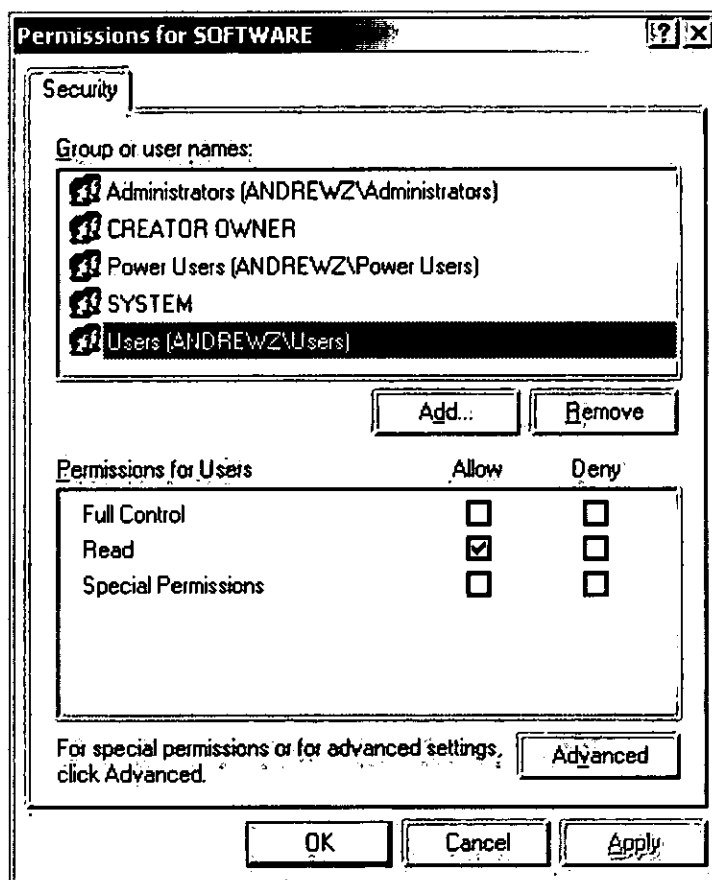 Permissions for SOFTWARE
Security
Group or user names:
Administrators (ANDREWZ\Administrators)
CREATOR OWNER
Power Users (ANDREWZ\Power Users)
SYSTEM
Users (ANDREWZ\Users)
Add...
Remove
Permissions for Users Allow Deny
Full Control
Read
Special Permissions
For special permissions or for advanced settings,
click Advanced.
Advanced
OK Cancel Apply